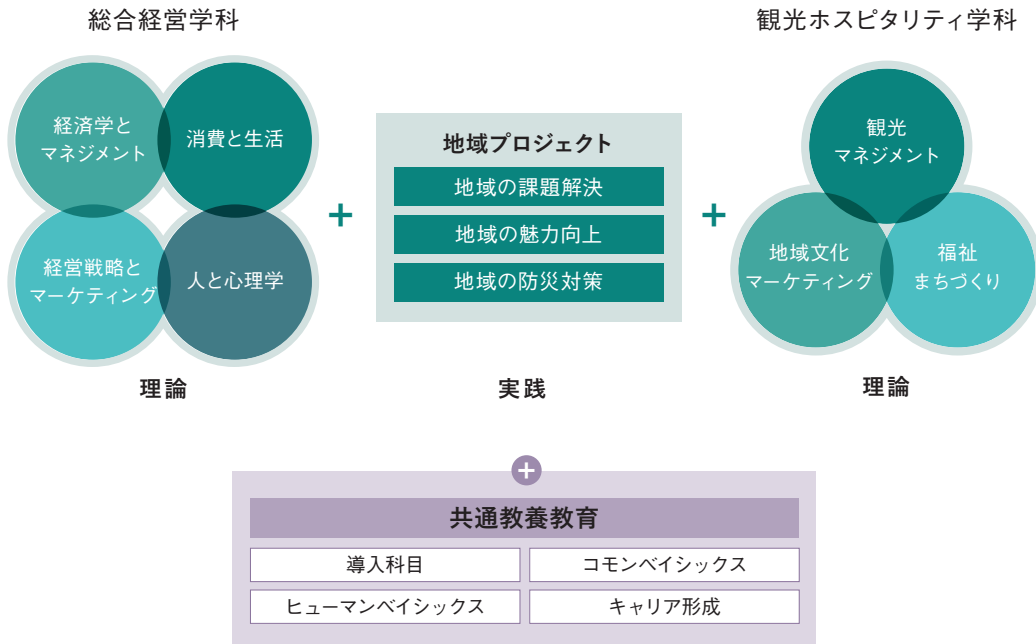 総合経営学科
経済学と
マネジメント
消費と生活
経営戦略と
マーケティング
人と心理学
理論
+
地域プロジェクト
地域の課題解決
地域の魅力向上
地域の防災対策
実践
+
観光ホスピタリティ学科
観光
マネジメント
地域文化
マーケティング
福祉
まちづくり
理論
+
共通教養教育
導入科目
コモンベイシックス
ヒューマンベイシックス
キャリア形成